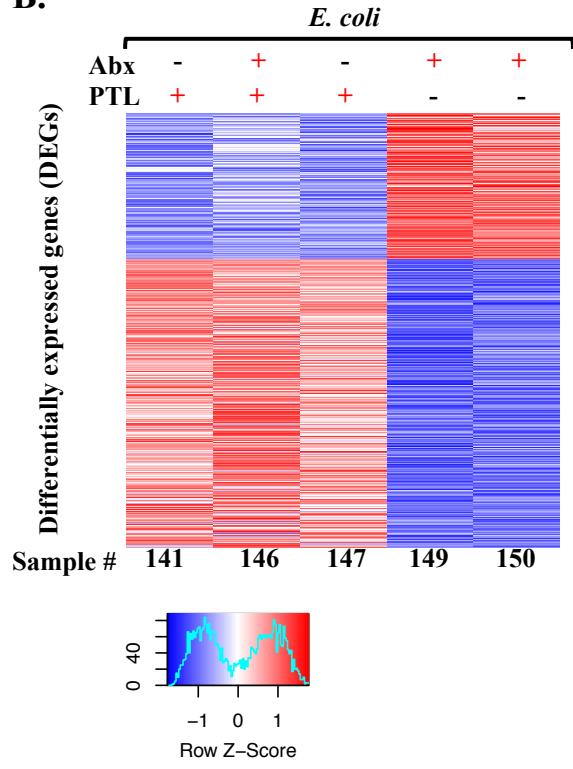 B.
E. coli
Abx - + - + +
PTL + + + - -
Differentially expressed genes (DEGs)
Sample # 141 146 147 149 150
0 40
-1 0 1
Row Z-Score